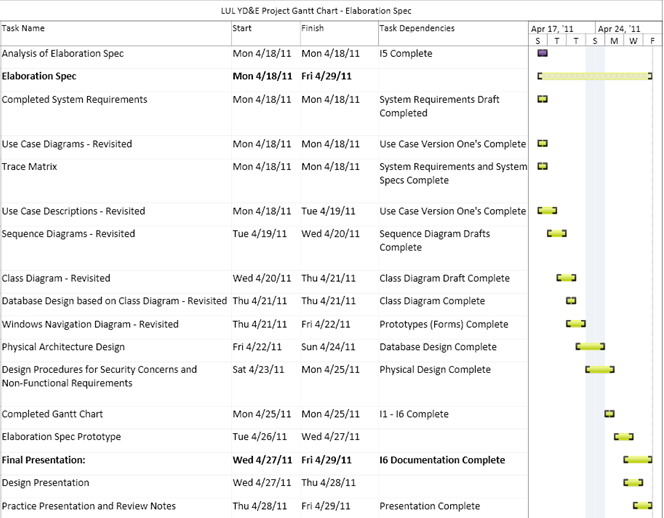 LUL YD&E Project Gantt Chart - Elaboration Spec
Task Name Start Finish Task Dependencies Apr 17, '11 Apr 24, '11
S T T S M W F
Analysis of Elaboration Spec Mon 4/18/11 Mon 4/18/11 I5 Complete
Elaboration Spec Mon 4/18/11 Fri 4/29/11
Completed System Requirements Mon 4/18/11 Mon 4/18/11 System Requirements Draft
Completed
Use Case Diagrams - Revisited Mon 4/18/11 Mon 4/18/11 Use Case Version One's Complete
Trace Matrix Mon 4/18/11 Mon 4/18/11 System Requirements and System
Specs Complete
Use Case Descriptions - Revisited Mon 4/18/11 Tue 4/19/11 Use Case Version One's Complete
Sequence Diagrams - Revisited Tue 4/19/11 Wed 4/20/11 Sequence Diagram Drafts
Complete
Class Diagram - Revisited Wed 4/20/11 Thu 4/21/11 Class Diagram Draft Complete
Database Design based on Class Diagram - Revisited Thu 4/21/11 Thu 4/21/11 Class Diagram Complete
Windows Navigation Diagram - Revisited Thu 4/21/11 Fri 4/22/11 Prototypes (Forms) Complete
Physical Architecture Design Fri 4/22/11 Sun 4/24/11 Database Design Complete
Design Procedures for Security Concerns and Sat 4/23/11 Mon 4/25/11 Physical Design Complete
Non-Functional Requirements
Completed Gantt Chart Mon 4/25/11 Mon 4/25/11 I1 - I6 Complete
Elaboration Spec Prototype Tue 4/26/11 Wed 4/27/11
Final Presentation: Wed 4/27/11 Fri 4/29/11 I6 Documentation Complete
Design Presentation Wed 4/27/11 Thu 4/28/11
Practice Presentation and Review Notes Thu 4/28/11 Fri 4/29/11 Presentation Complete